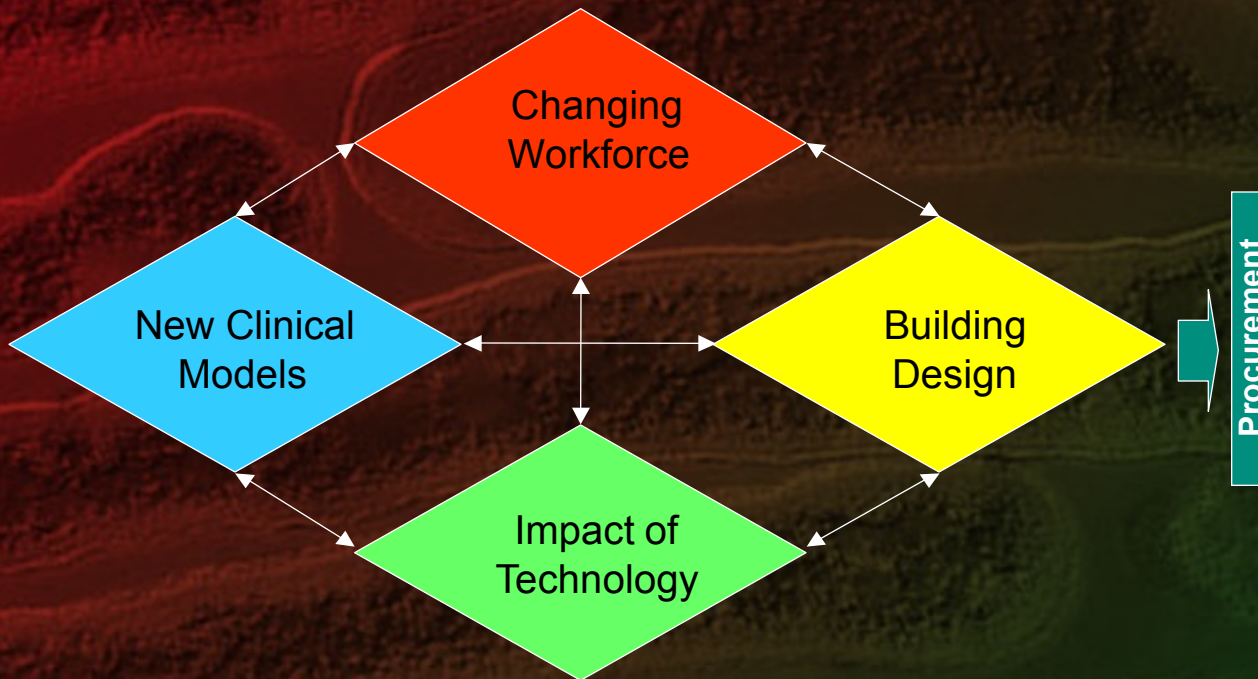 Changing
Workforce
New Clinical
Models
Building
Design
Procurement
Impact of
Technology